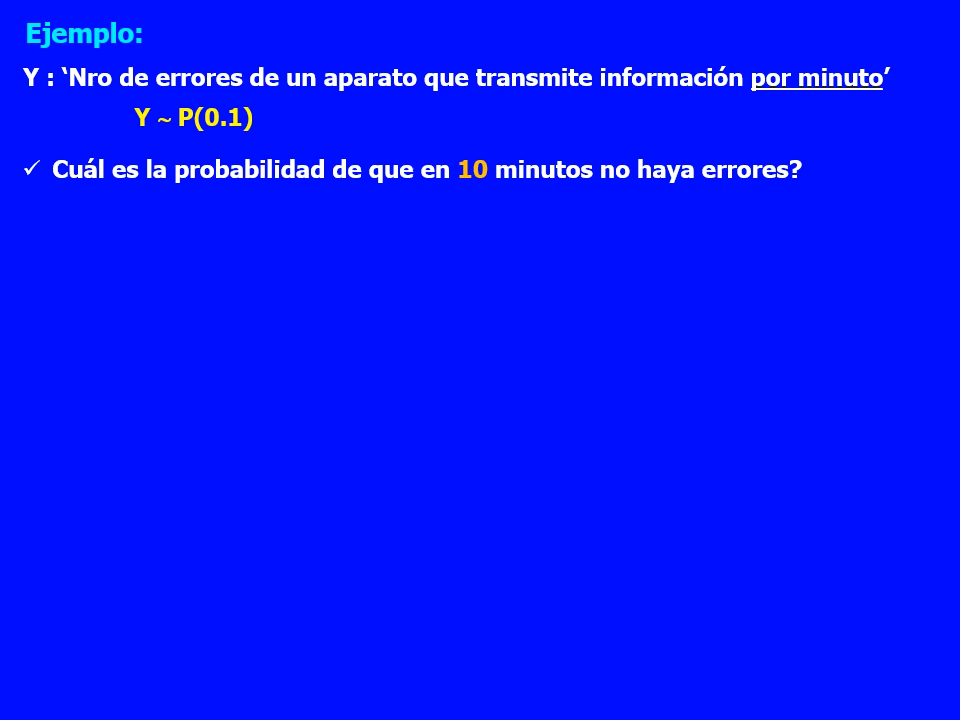 Ejemplo:
Y : ‘Nro de errores de un aparato que transmite información por minuto’
Y ~ P(0.1)
✓ Cuál es la probabilidad de que en 10 minutos no haya errores?